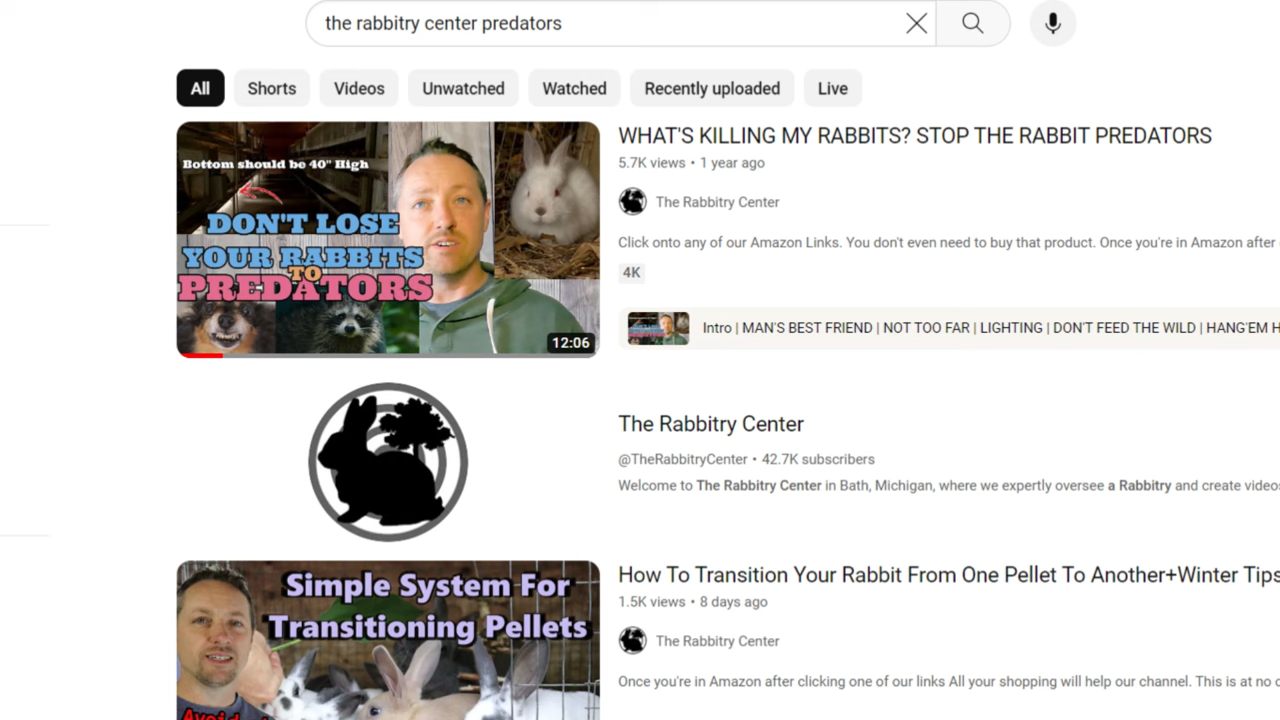 the rabbitry center predators
All Shorts Videos Unwatched Watched Recently uploaded Live
Bottom should be 40" High
DON'T LOSE
YOUR RABBITS
TO
PREDATORS
12:06
WHAT'S KILLING MY RABBITS? STOP THE RABBIT PREDATORS
5.7K views • 1 year ago
The Rabbitry Center
Click onto any of our Amazon Links. You don't even need to buy that product. Once you're in Amazon after
4K
Intro | MAN'S BEST FRIEND | NOT TOO FAR | LIGHTING | DON'T FEED THE WILD | HANG'EM H
The Rabbitry Center
@TheRabbitryCenter • 42.7K subscribers
Welcome to The Rabbitry Center in Bath, Michigan, where we expertly oversee a Rabbitry and create videos
Simple System For
Transitioning Pellets
How To Transition Your Rabbit From One Pellet To Another+Winter Tips
1.5K views • 8 days ago
The Rabbitry Center
Once you're in Amazon after clicking one of our links All your shopping will help our channel. This is at no
Avoid